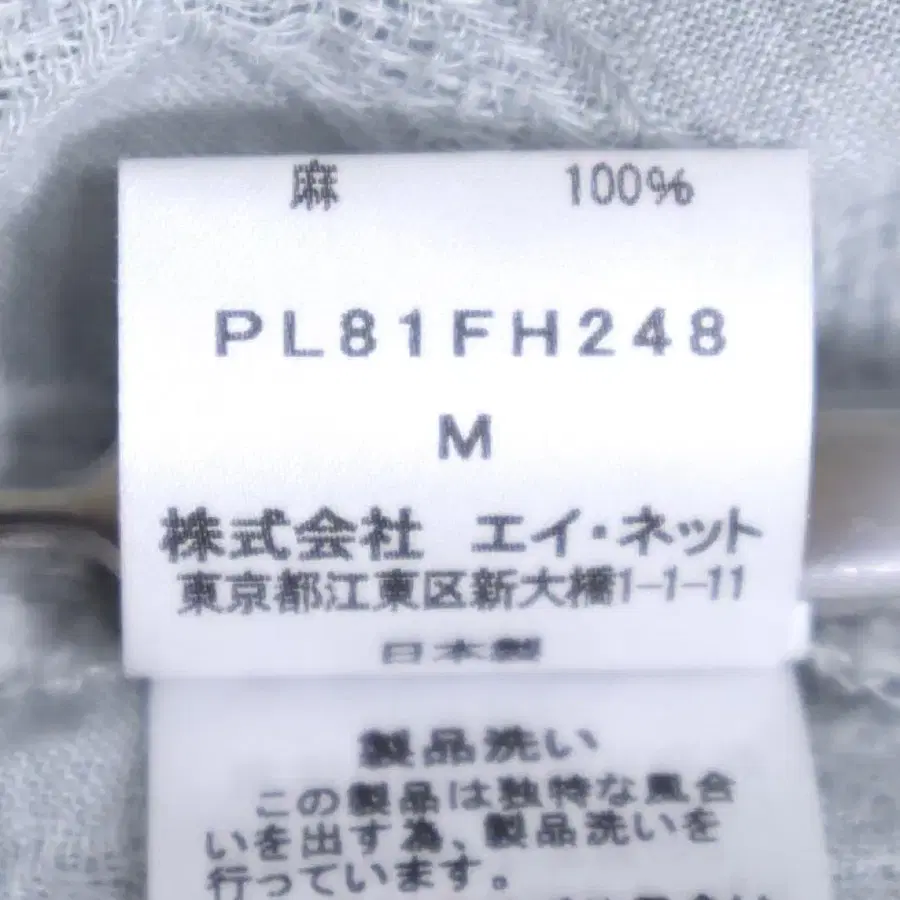 麻 100%
PL81FH248
M
株式会社 エイ・ネット
東京都江東区新大橋1-1-11
日本製
製品洗い
この製品は独特な風合
いを出す為、製品洗いを
行っています。